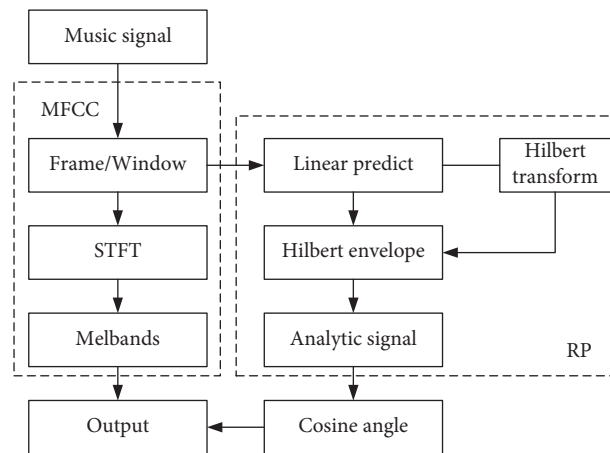 Music signal
MFCC
Frame/Window
Linear predict
Hilbert
transform
STFT
Hilbert envelope
Melbands
Analytic signal
RP
Output
Cosine angle